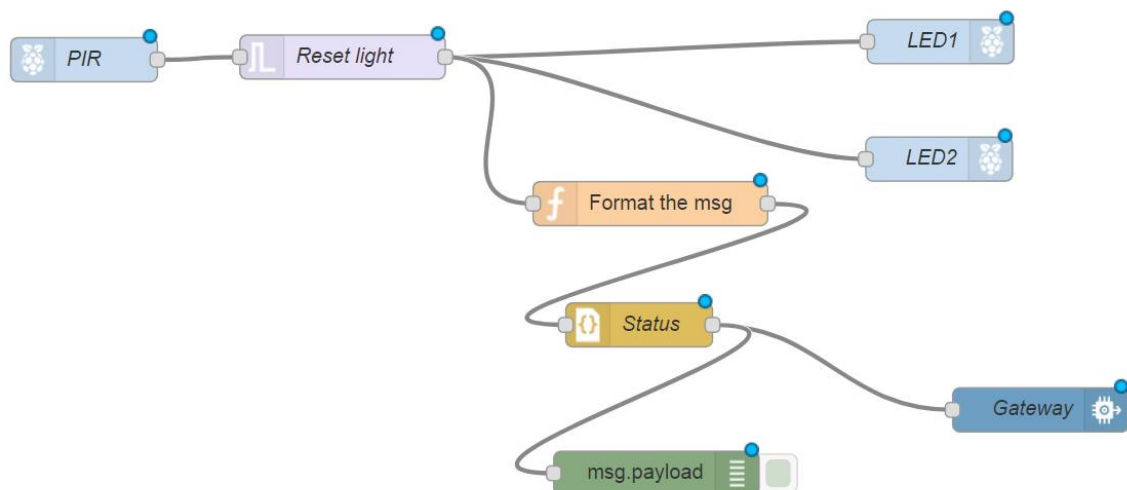 PIR
Reset light
LED1
LED2
Format the msg
Status
Gateway
msg.payload